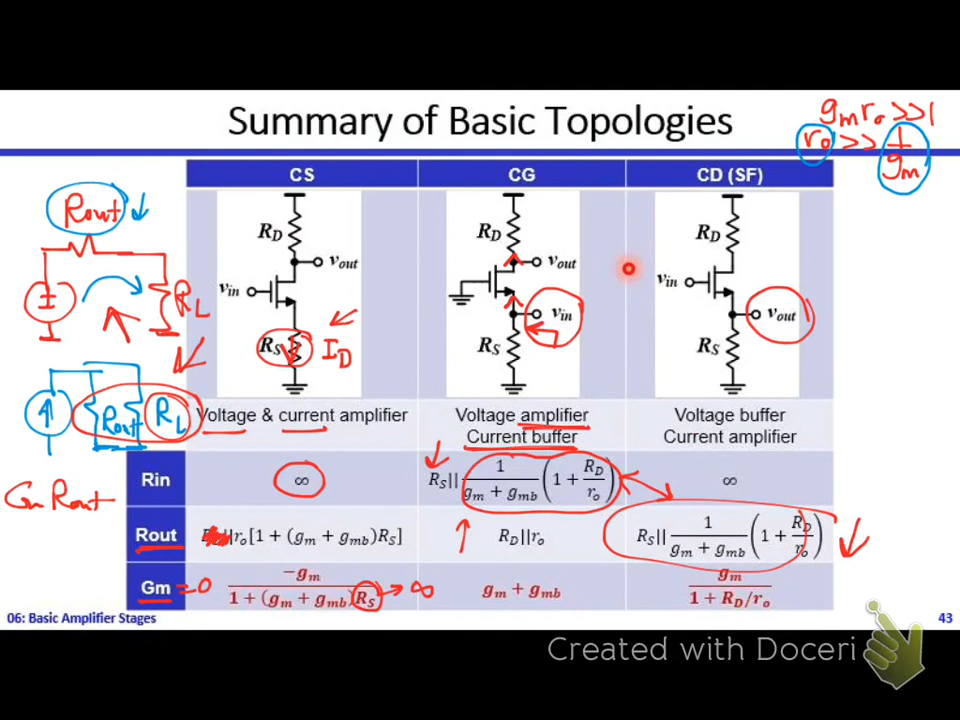 Summary of Basic Topologies
gmro >>1
ro >> 1/gm
CS
CG
CD (SF)
Rout ↓
RD
vout
vin
RS
ID
RL
RD
vout
vin
RS
RD
vin
vout
RS
Rout
RL
Voltage & current amplifier
Voltage amplifier
Current buffer
Voltage buffer
Current amplifier
Rin
∞
RS||1/(gm + gmb)(1 + RD/ro)
∞
Gm Rout
Rout
||ro[1 + (gm + gmb)RS]
RD||ro
RS||1/(gm + gmb)(1 + RD/ro)
Gm = 0
-gm/(1 + (gm + gmb)RS) → ∞
gm + gmb
gm/(1 + RD/ro)
06: Basic Amplifier Stages
43
Created with Doceri